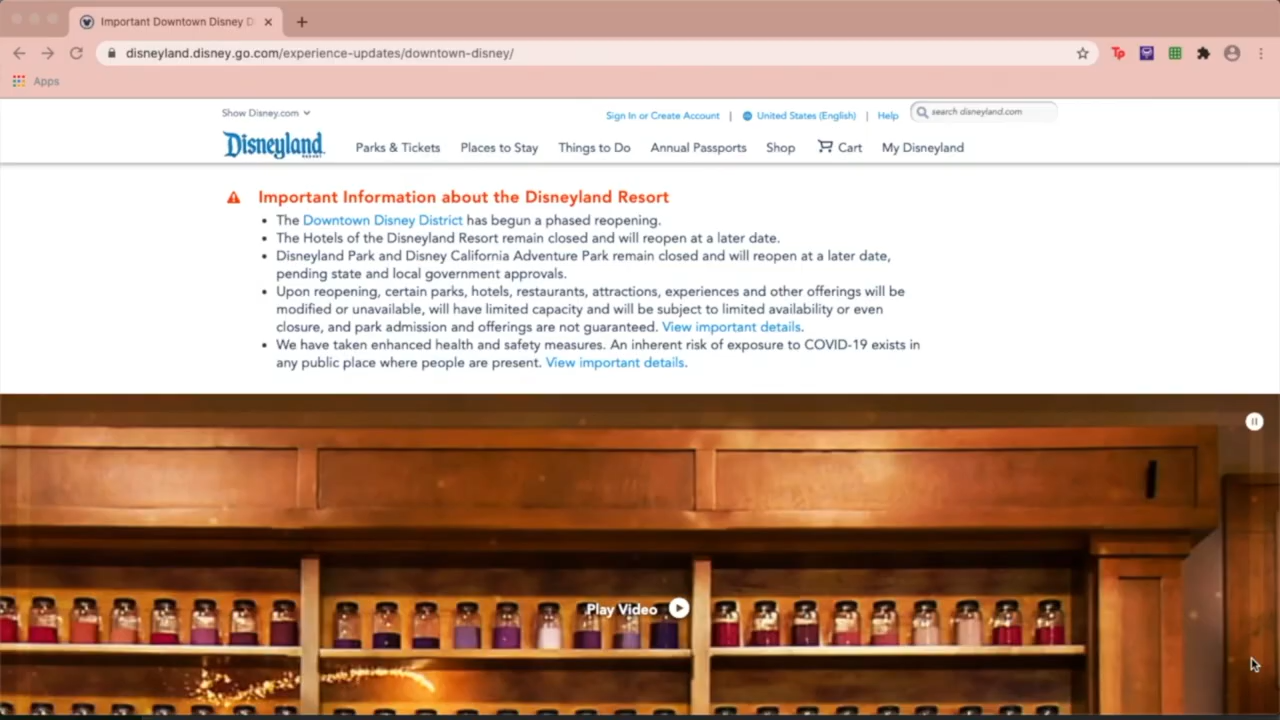 Important Downtown Disney D
disneyland.disney.go.com/experience-updates/downtown-disney/
Tp
Apps
Show Disney.com
Sign In or Create Account | United States (English) | Help
search disneyland.com
Disneyland
RESORT
Parks & Tickets Places to Stay Things to Do Annual Passports Shop Cart My Disneyland
Important Information about the Disneyland Resort
• The Downtown Disney District has begun a phased reopening.
• The Hotels of the Disneyland Resort remain closed and will reopen at a later date.
• Disneyland Park and Disney California Adventure Park remain closed and will reopen at a later date,
pending state and local government approvals.
• Upon reopening, certain parks, hotels, restaurants, attractions, experiences and other offerings will be
modified or unavailable, will have limited capacity and will be subject to limited availability or even
closure, and park admission and offerings are not guaranteed. View important details.
• We have taken enhanced health and safety measures. An inherent risk of exposure to COVID-19 exists in
any public place where people are present. View important details.
Play Video